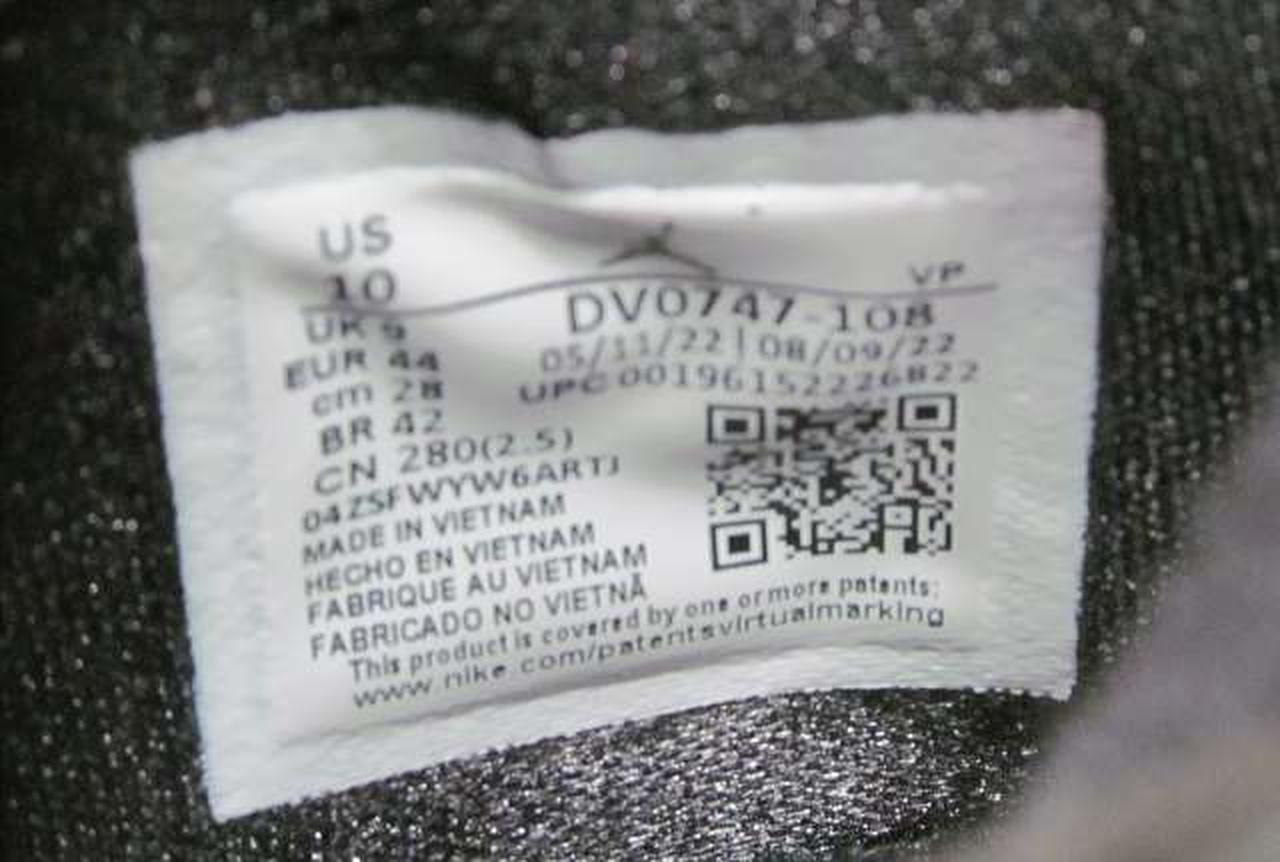 US
10
UK 9
EUR 44
cm 28
BR 42
CN 280(2.5)
04ZSFWYW6ARTJ
MADE IN VIETNAM
HECHO EN VIETNAM
FABRIQUE AU VIETNAM
FABRICADO NO VIETNÃ
This product is covered by one or more patents:
www.nike.com/patentsvirtualmarking
VP
DV0747-108
05/11/22 | 08/09/22
UPC 00196152226822